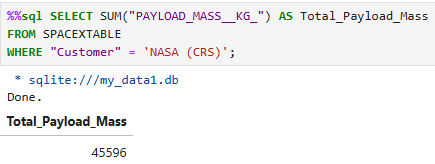 %%sql SELECT SUM("PAYLOAD_MASS__KG_") AS Total_Payload_Mass
FROM SPACEXTABLE
WHERE "Customer" = 'NASA (CRS)';
* sqlite:///my_data1.db
Done.
Total_Payload_Mass
45596